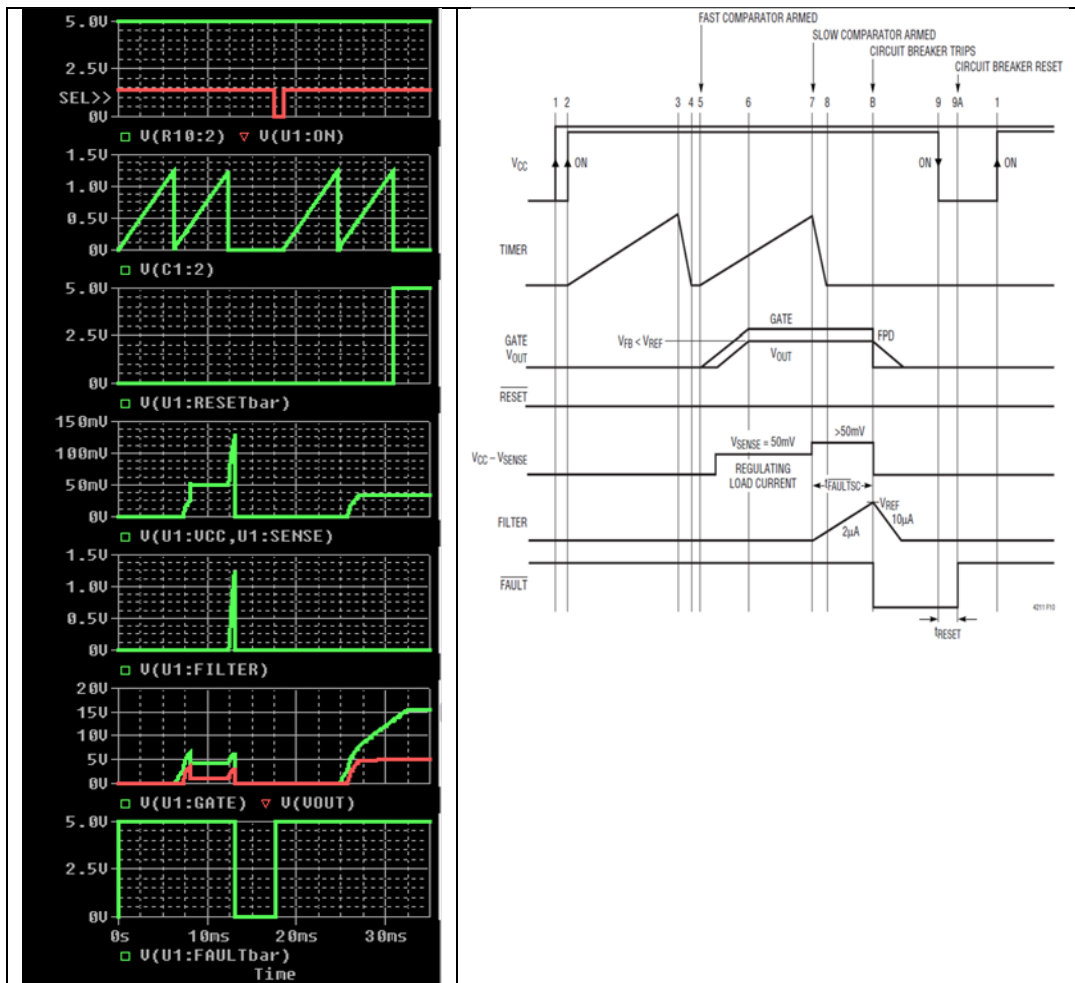 5.0V
2.5V
SEL>>
0V
V(R10:2) V(U1:ON)
1.5V
1.0V
0.5V
0V
V(C1:2)
5.0V
2.5V
0V
V(U1:RESETbar)
150mV
100mV
50mV
0V
V(U1:VCC,U1:SENSE)
1.5V
1.0V
0.5V
0V
V(U1:FILTER)
20V
15V
10V
5V
0V
V(U1:GATE) V(VOUT)
5.0V
2.5V
0V
0s 10ms 20ms 30ms
V(U1:FAULTbar)
Time
FAST COMPARATOR ARMED
SLOW COMPARATOR ARMED
CIRCUIT BREAKER TRIPS
CIRCUIT BREAKER RESET
1 2 3 4 5 6 7 8 B 9 9A 1
VCC ON ON ON
TIMER
GATE
VFB < VREF FPD
GATE
VOUT VOUT
RESET
>50mV
VSENSE = 50mV
VCC – VSENSE
REGULATING
LOAD CURRENT
tFAULTSC
VREF
FILTER 2µA 10µA
FAULT
4211 F10
tRESET